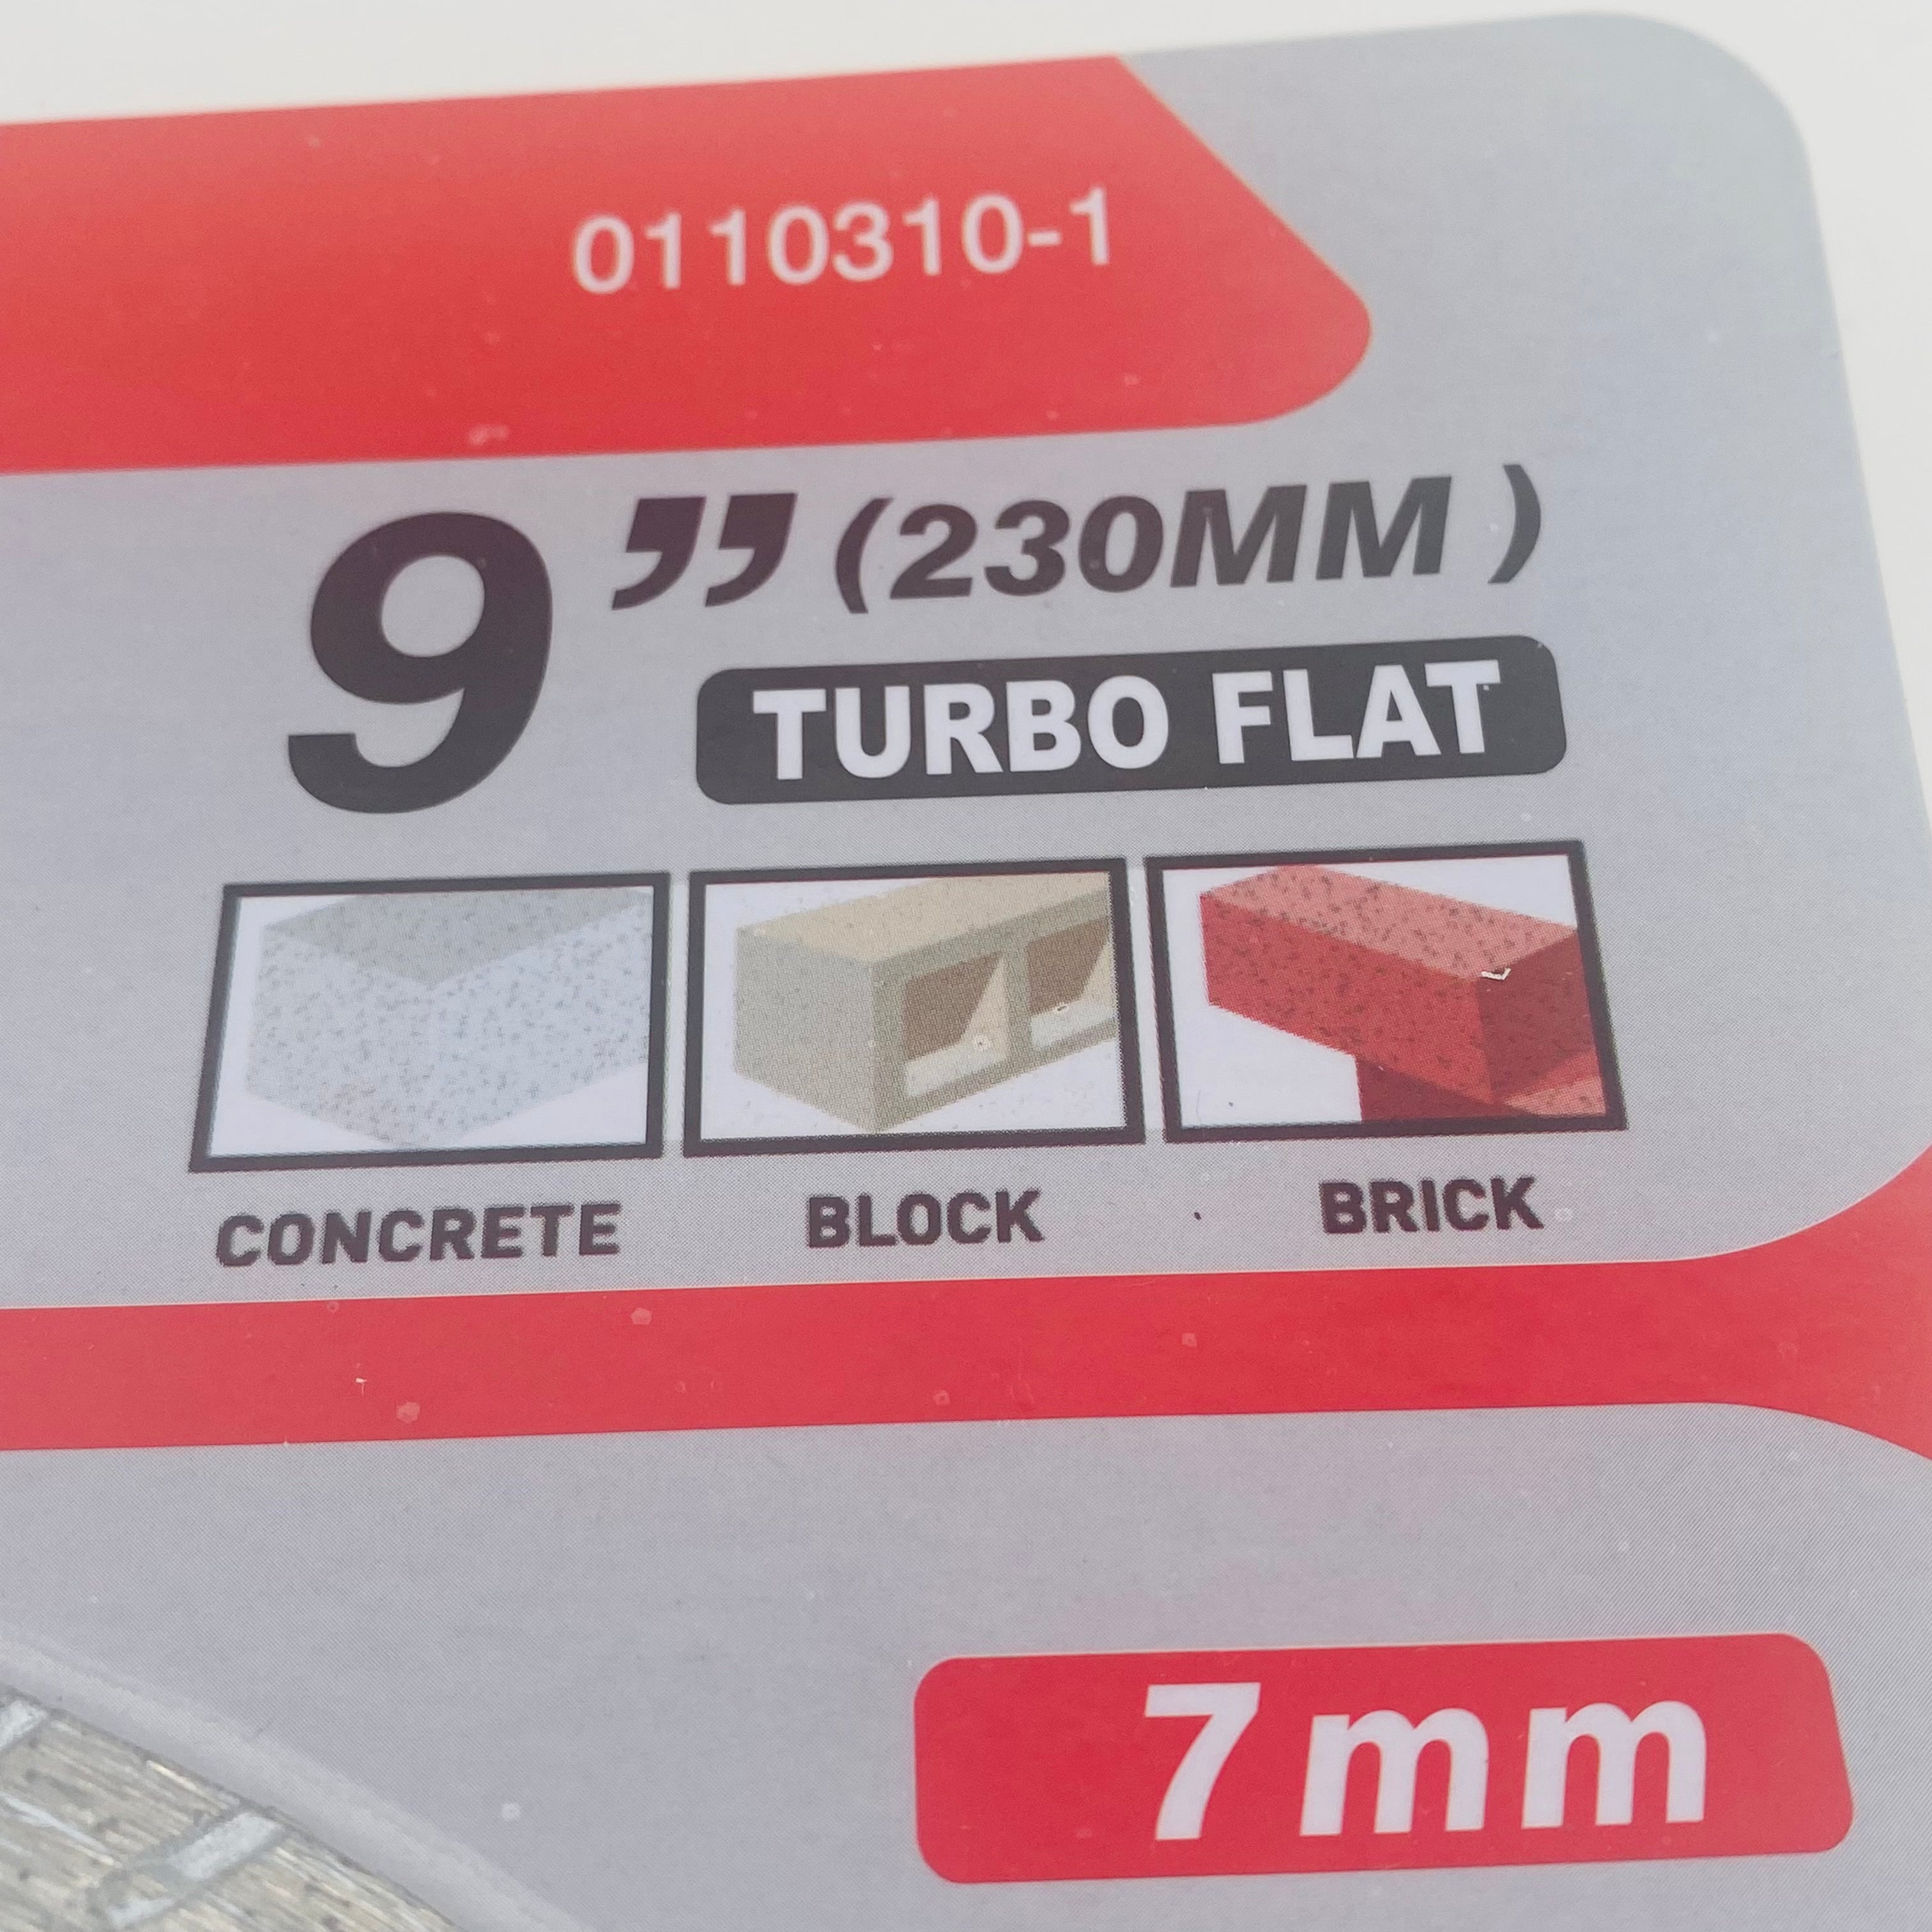 0110310-1
9” (230MM )
TURBO FLAT
CONCRETE BLOCK BRICK
7mm